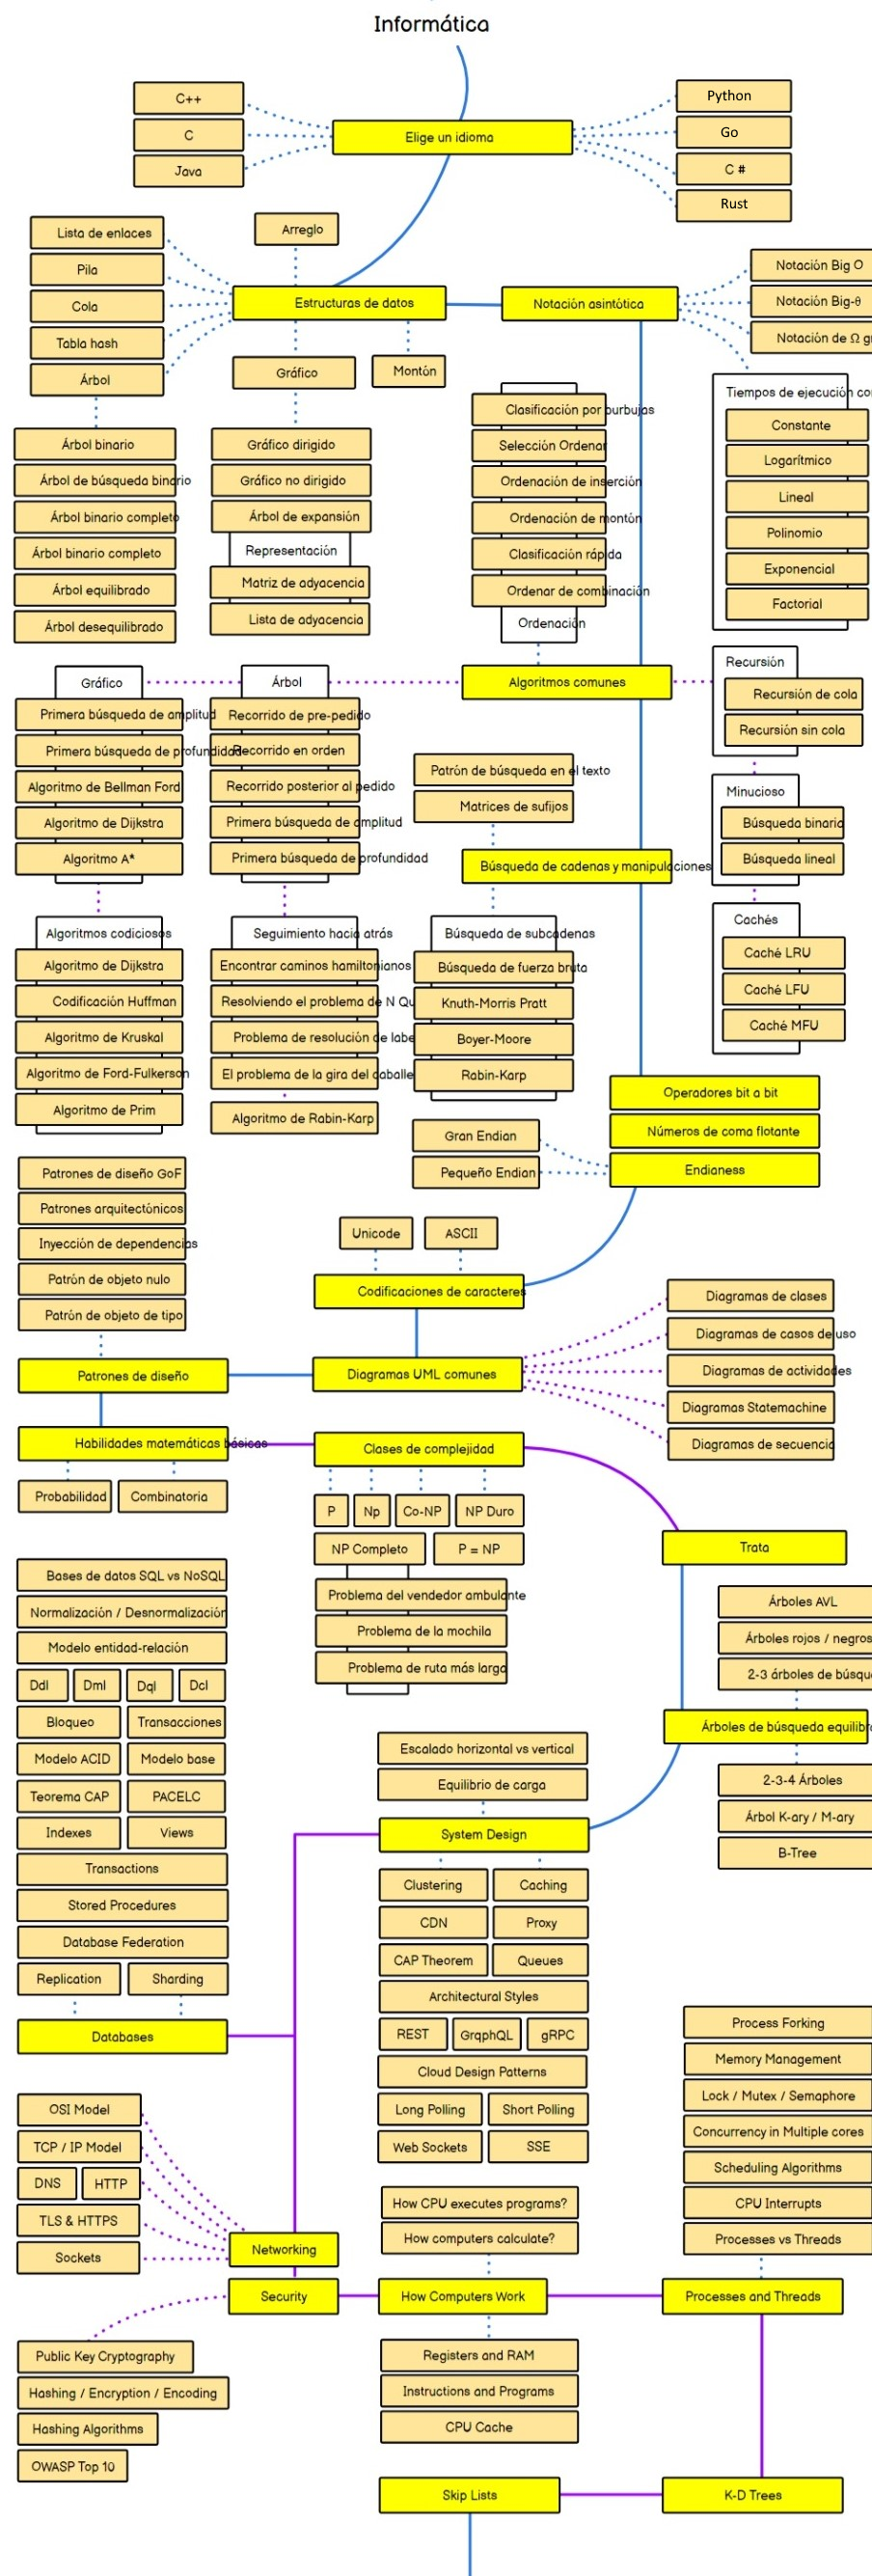 Informática
C++
C
Java
Elige un idioma
Python
Go
C #
Rust
Lista de enlaces
Pila
Cola
Tabla hash
Árbol
Arreglo
Estructuras de datos
Gráfico
Montón
Notación asintótica
Notación Big O
Notación Big-θ
Notación de Ω
Árbol binario
Árbol de búsqueda binario
Árbol binario completo
Árbol binario completo
Árbol equilibrado
Árbol desequilibrado
Gráfico dirigido
Gráfico no dirigido
Árbol de expansión
Representación
Matriz de adyacencia
Lista de adyacencia
Clasificación por burbujas
Selección Ordenar
Ordenación de inserción
Ordenación de montón
Clasificación rápida
Ordenar de combinación
Ordenación
Tiempos de ejecución
Constante
Logarítmico
Lineal
Polinomio
Exponencial
Factorial
Algoritmos comunes
Gráfico
Primera búsqueda de amplitud
Primera búsqueda de profundidad
Algoritmo de Bellman Ford
Algoritmo de Dijkstra
Algoritmo A*
Árbol
Recorrido de pre-pedido
Recorrido en orden
Recorrido posterior al pedido
Primera búsqueda de amplitud
Primera búsqueda de profundidad
Recursión
Recursión de cola
Recursión sin cola
Minucioso
Búsqueda binaria
Búsqueda lineal
Cachés
Caché LRU
Caché LFU
Caché MFU
Patrón de búsqueda en el texto
Matrices de sufijos
Búsqueda de cadenas y manipulaciones
Búsqueda de subcadenas
Búsqueda de fuerza bruta
Knuth-Morris Pratt
Boyer-Moore
Rabin-Karp
Algoritmos codiciosos
Algoritmo de Dijkstra
Codificación Huffman
Algoritmo de Kruskal
Algoritmo de Ford-Fulkerson
Algoritmo de Prim
Seguimiento hacia atrás
Encontrar caminos hamiltonianos
Resolviendo el problema de N
Problema de resolución de
El problema de la gira del
Algoritmo de Rabin-Karp
Operadores bit a bit
Números de coma flotante
Endianess
Gran Endian
Pequeño Endian
Unicode
ASCII
Codificaciones de caracteres
Patrones de diseño GoF
Patrones arquitectónicos
Inyección de dependencias
Patrón de objeto nulo
Patrón de objeto de tipo
Patrones de diseño
Diagramas UML comunes
Diagramas de clases
Diagramas de casos de uso
Diagramas de actividades
Diagramas Statemachine
Diagramas de secuencia
Habilidades matemáticas básicas
Probabilidad
Combinatoria
Clases de complejidad
P
Np
Co-NP
NP Duro
NP Completo
P = NP
Problema del vendedor ambulante
Problema de la mochila
Problema de ruta más larga
Trata
Árboles AVL
Árboles rojos / negros
2-3 árboles de
Árboles de búsqueda
2-3-4 Árboles
Árbol K-ary / M-ary
B-Tree
Bases de datos SQL vs NoSQL
Normalización / Desnormalización
Modelo entidad-relación
Ddl
Dml
Dql
Dcl
Bloqueo
Transacciones
Modelo ACID
Modelo base
Teorema CAP
PACELC
Indexes
Views
Transactions
Stored Procedures
Database Federation
Replication
Sharding
Databases
Escalado horizontal vs vertical
Equilibrio de carga
System Design
Clustering
Caching
CDN
Proxy
CAP Theorem
Queues
Architectural Styles
REST
GrqphQL
gRPC
Cloud Design Patterns
Long Polling
Short Polling
Web Sockets
SSE
OSI Model
TCP / IP Model
DNS
HTTP
TLS & HTTPS
Sockets
Networking
Security
Public Key Cryptography
Hashing / Encryption / Encoding
Hashing Algorithms
OWASP Top 10
How CPU executes programs?
How computers calculate?
How Computers Work
Registers and RAM
Instructions and Programs
CPU Cache
Process Forking
Memory Management
Lock / Mutex / Semaphore
Concurrency in Multiple cores
Scheduling Algorithms
CPU Interrupts
Processes vs Threads
Processes and Threads
Skip Lists
K-D Trees